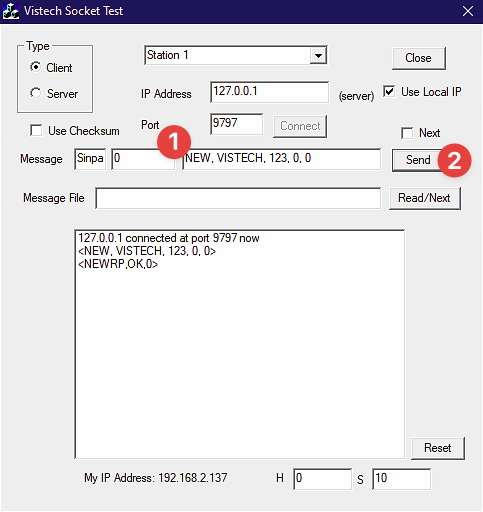 Vistech Socket Test
Type
Client
Server
Station 1
Close
IP Address 127.0.0.1 (server) Use Local IP
Use Checksum Port 9797 Connect Next
1
Message Sinpa 0 NEW, VISTECH, 123, 0, 0 Send 2
Message File Read/Next
127.0.0.1 connected at port 9797 now
<NEW, VISTECH, 123, 0, 0>
<NEWRP,OK,0>
Reset
My IP Address: 192.168.2.137 H 0 S 10